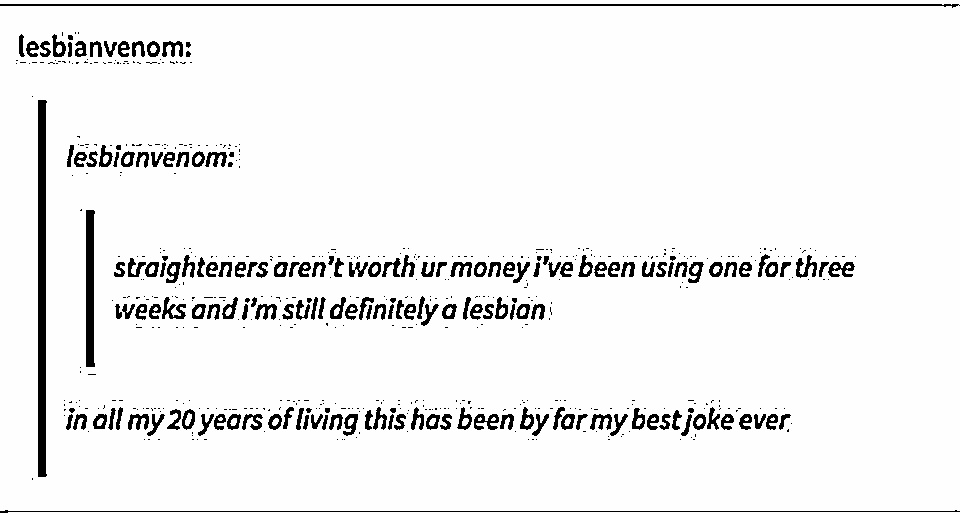 lesbianvenom:
lesbianvenom:
straighteners aren't worth ur money i've been using one for three
weeks and i'm still definitely a lesbian
in all my 20 years of living this has been by far my best joke ever